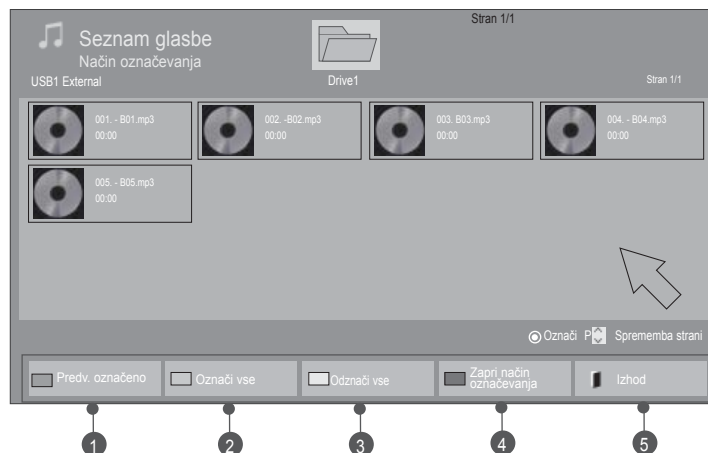 Stran 1/1
Seznam glasbe
Način označevanja
USB1 External
Drive1
Stran 1/1
001. - B01.mp3
00:00
002. -B02.mp3
00:00
003. B03.mp3
00:00
004. - B04.mp3
00:00
005. - B05.mp3
00:00
Označi P Sprememba strani
Predv. označeno
Označi vse
Odznači vse
Zapri način
označevanja
Izhod
1 2 3 4 5